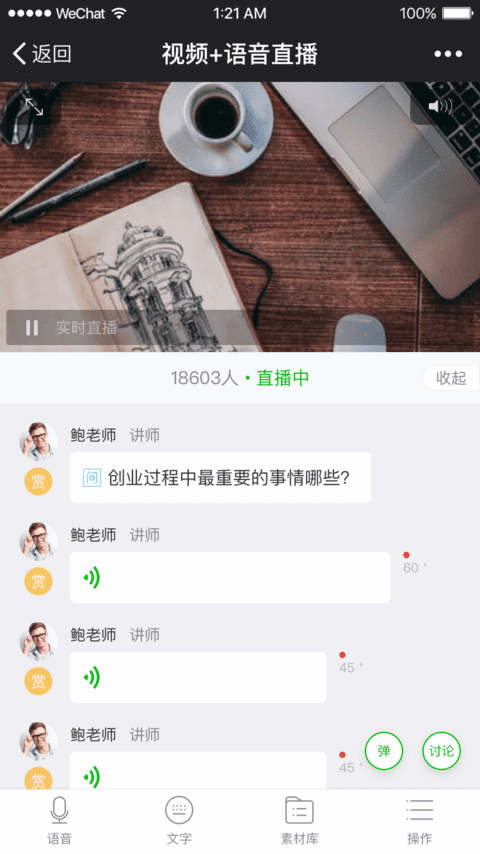 WeChat 1:21 AM 100%
返回 视频+语音直播
实时直播
18603人•直播中 收起
鲍老师 讲师
赏
问 创业过程中最重要的事情哪些?
鲍老师 讲师
赏
60 '
鲍老师 讲师
赏
45 '
鲍老师 讲师
赏
45 '
弹 讨论
语音 文字 素材库 操作